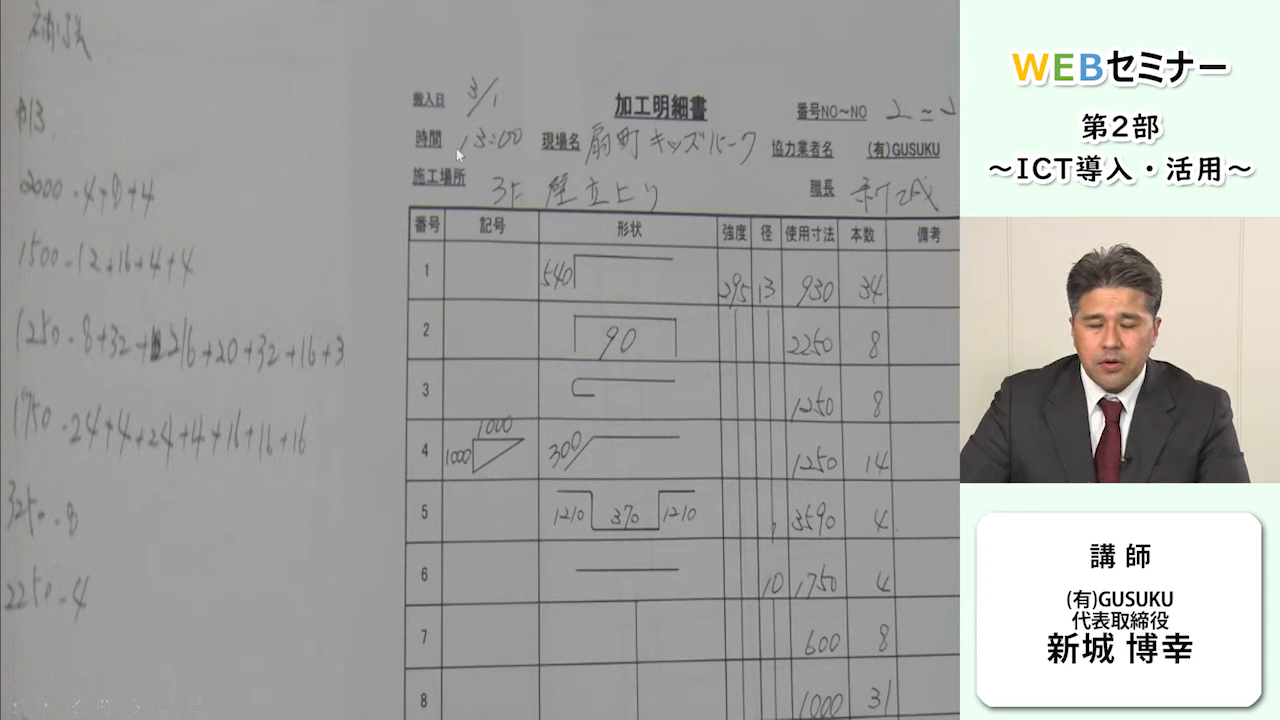 補強
D13
2000 - 4+8+4
1500 - 12+16+4+4
1250 - 8+32+216+20+32+16+3
1750 - 24+4+24+4+16+16+16
3250 - 8
2250 - 4
搬入日 3/1
加工明細書
番号NO～NO 2 ~
時間 13:00
現場名 扇町キッズパーク
協力業者名 (有)GUSUKU
施工場所 3F 壁立上り
職長 新城
番号 記号 形状 強度 径 使用寸法 本数 備考
1 540 295 13 930 34
2 90 2250 8
3 1250 8
4 1000 1000 300 1250 14
5 1210 370 1210 3590 4
6 10 1750 4
7 600 8
8 1000 31
WEBセミナー
第2部
～ICT導入・活用～
講 師
(有)GUSUKU
代表取締役
新城 博幸